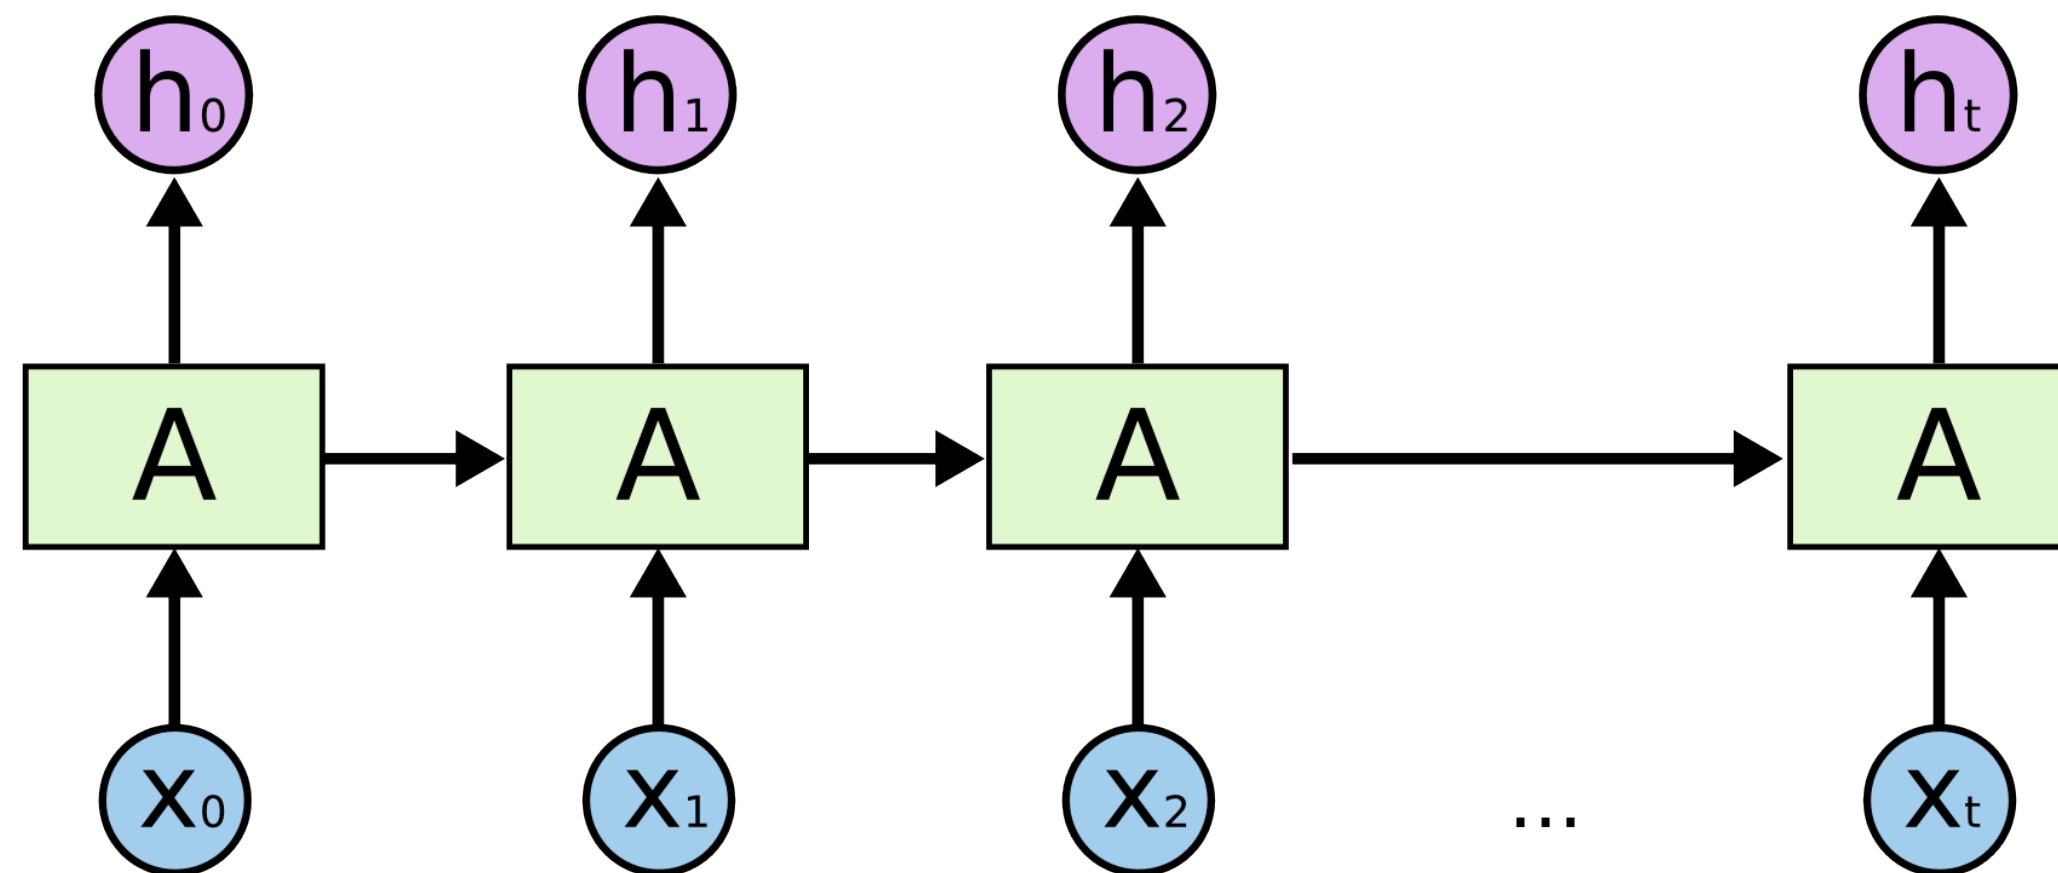 h₀ h₁ h₂ hₜ
A A A A
x₀ x₁ x₂ ... xₜ